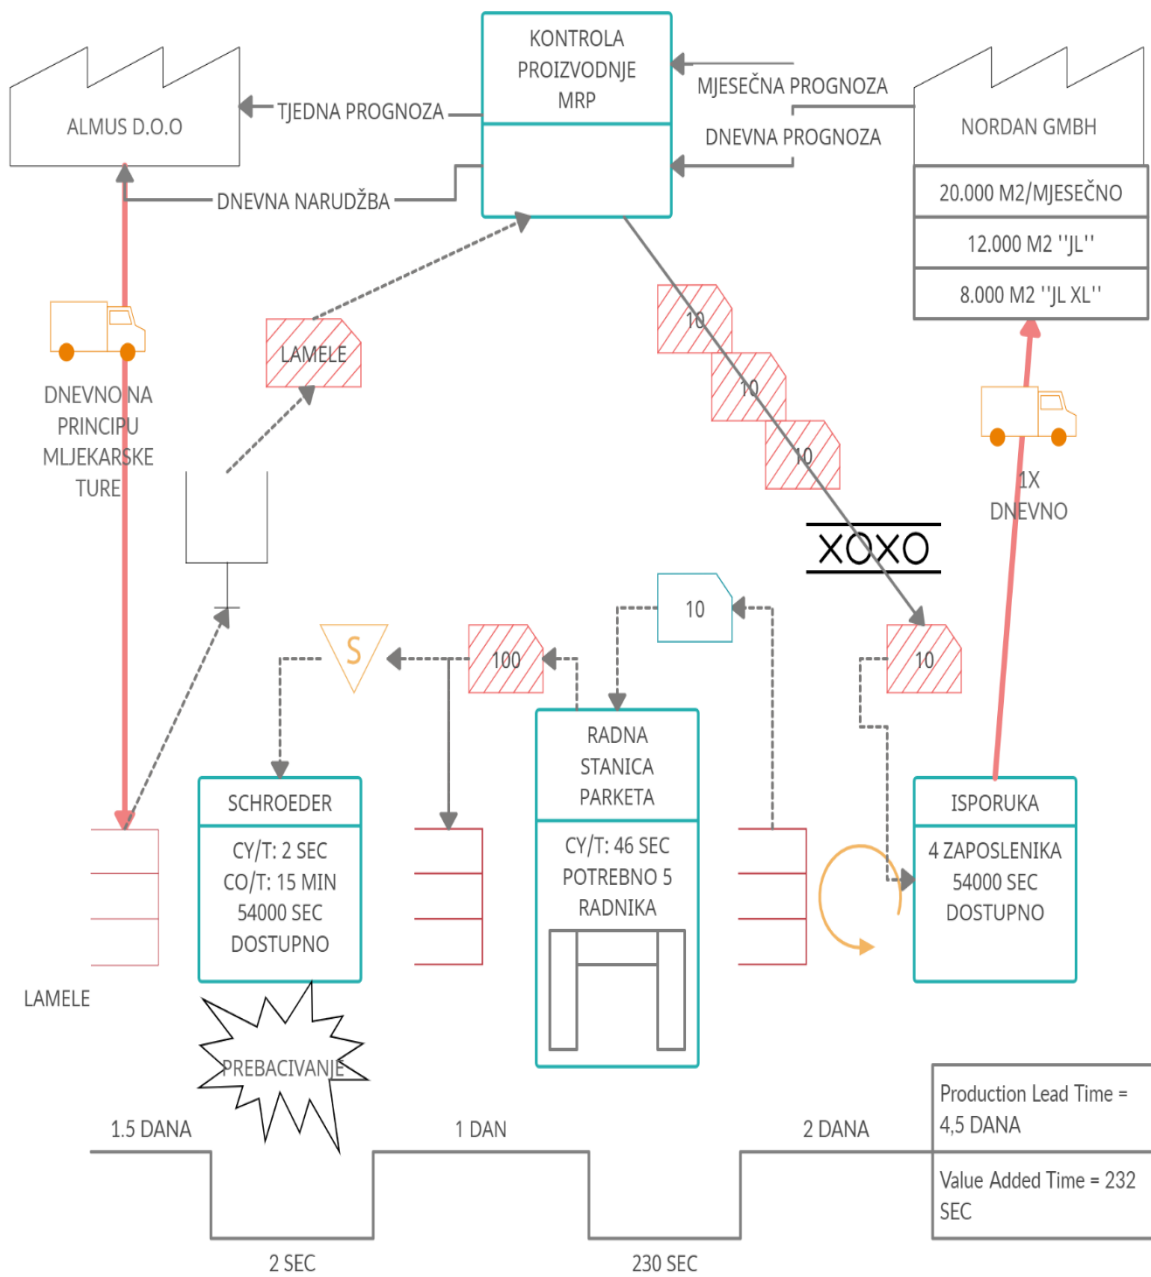 KONTROLA
PROIZVODNJE
MRP
MJESEČNA PROGNOZA
TJEDNA PROGNOZA
ALMUS D.O.O
NORDAN GMBH
DNEVNA PROGNOZA
DNEVNA NARUDŽBA
20.000 M2/MJESEČNO
12.000 M2 ''JL''
8.000 M2 ''JL XL''
10
LAMELE
10
DNEVNO NA
PRINCIPU
MLJEKARSKE
TURE
10
1X
DNEVNO
XOXO
10
S
100
10
RADNA
STANICA
PARKETA
SCHROEDER
ISPORUKA
CY/T: 2 SEC
CO/T: 15 MIN
54000 SEC
DOSTUPNO
CY/T: 46 SEC
POTREBNO 5
RADNIKA
4 ZAPOSLENIKA
54000 SEC
DOSTUPNO
LAMELE
PREBACIVANJE
1.5 DANA
1 DAN
2 DANA
Production Lead Time =
4,5 DANA
Value Added Time = 232
SEC
2 SEC
230 SEC